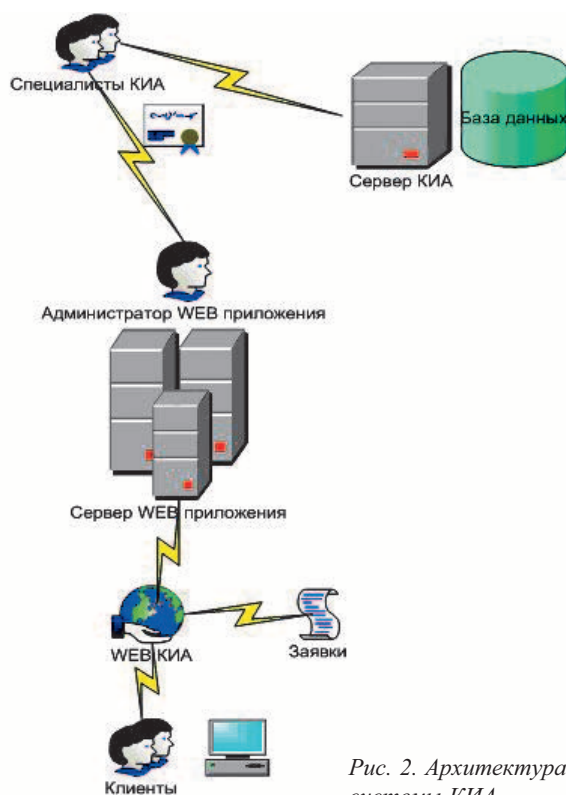 Специалисты КИА
База данных
Сервер КИА
Администратор WEB приложения
Сервер WEB приложения
WEB КИА
Заявки
Клиенты
Рис. 2. Архитектура
системы КИА